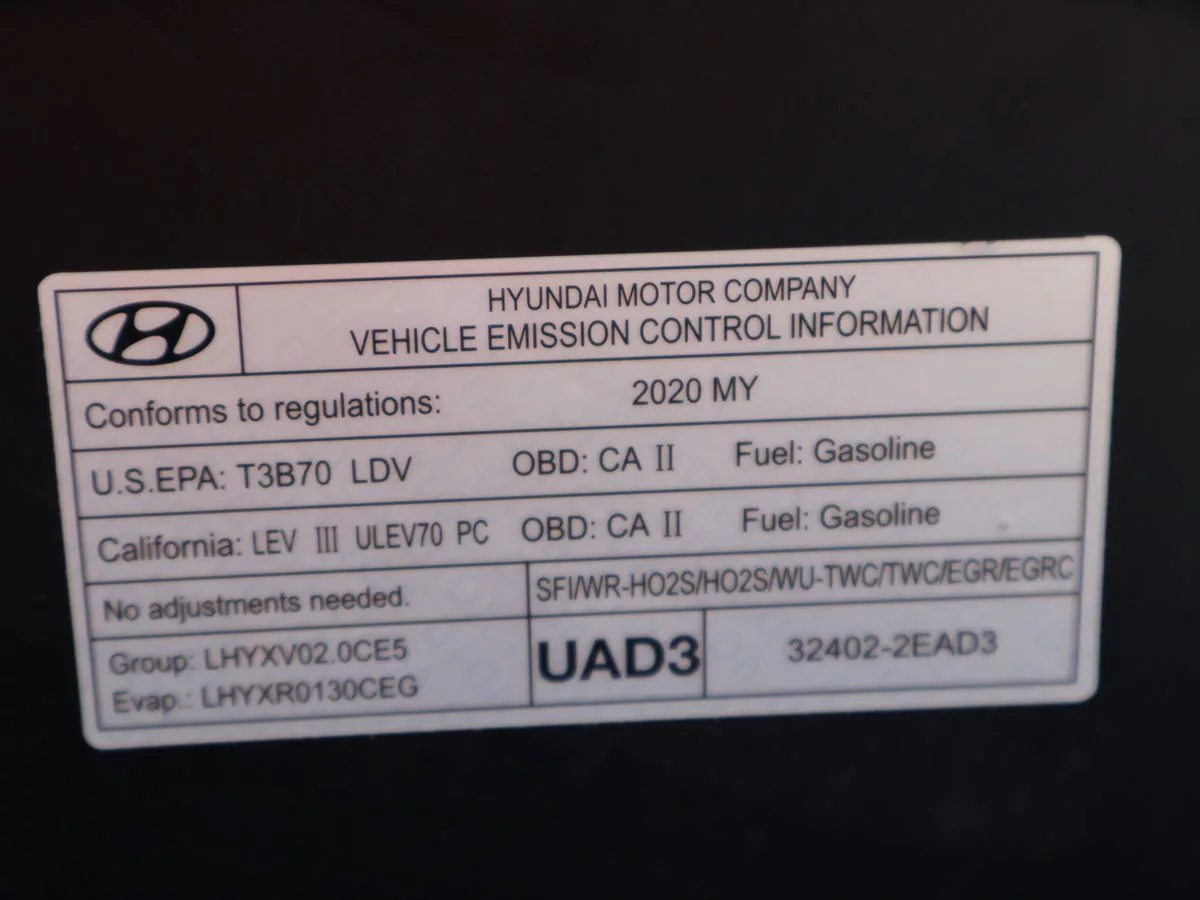 HYUNDAI MOTOR COMPANY
VEHICLE EMISSION CONTROL INFORMATION
Conforms to regulations: 2020 MY
U.S.EPA: T3B70 LDV OBD: CA II Fuel: Gasoline
California: LEV III ULEV70 PC OBD: CA II Fuel: Gasoline
No adjustments needed. SFI/WR-HO2S/HO2S/WU-TWC/TWC/EGR/EGRC
Group: LHYXV02.0CE5
Evap.: LHYXR0130CEG
UAD3
32402-2EAD3